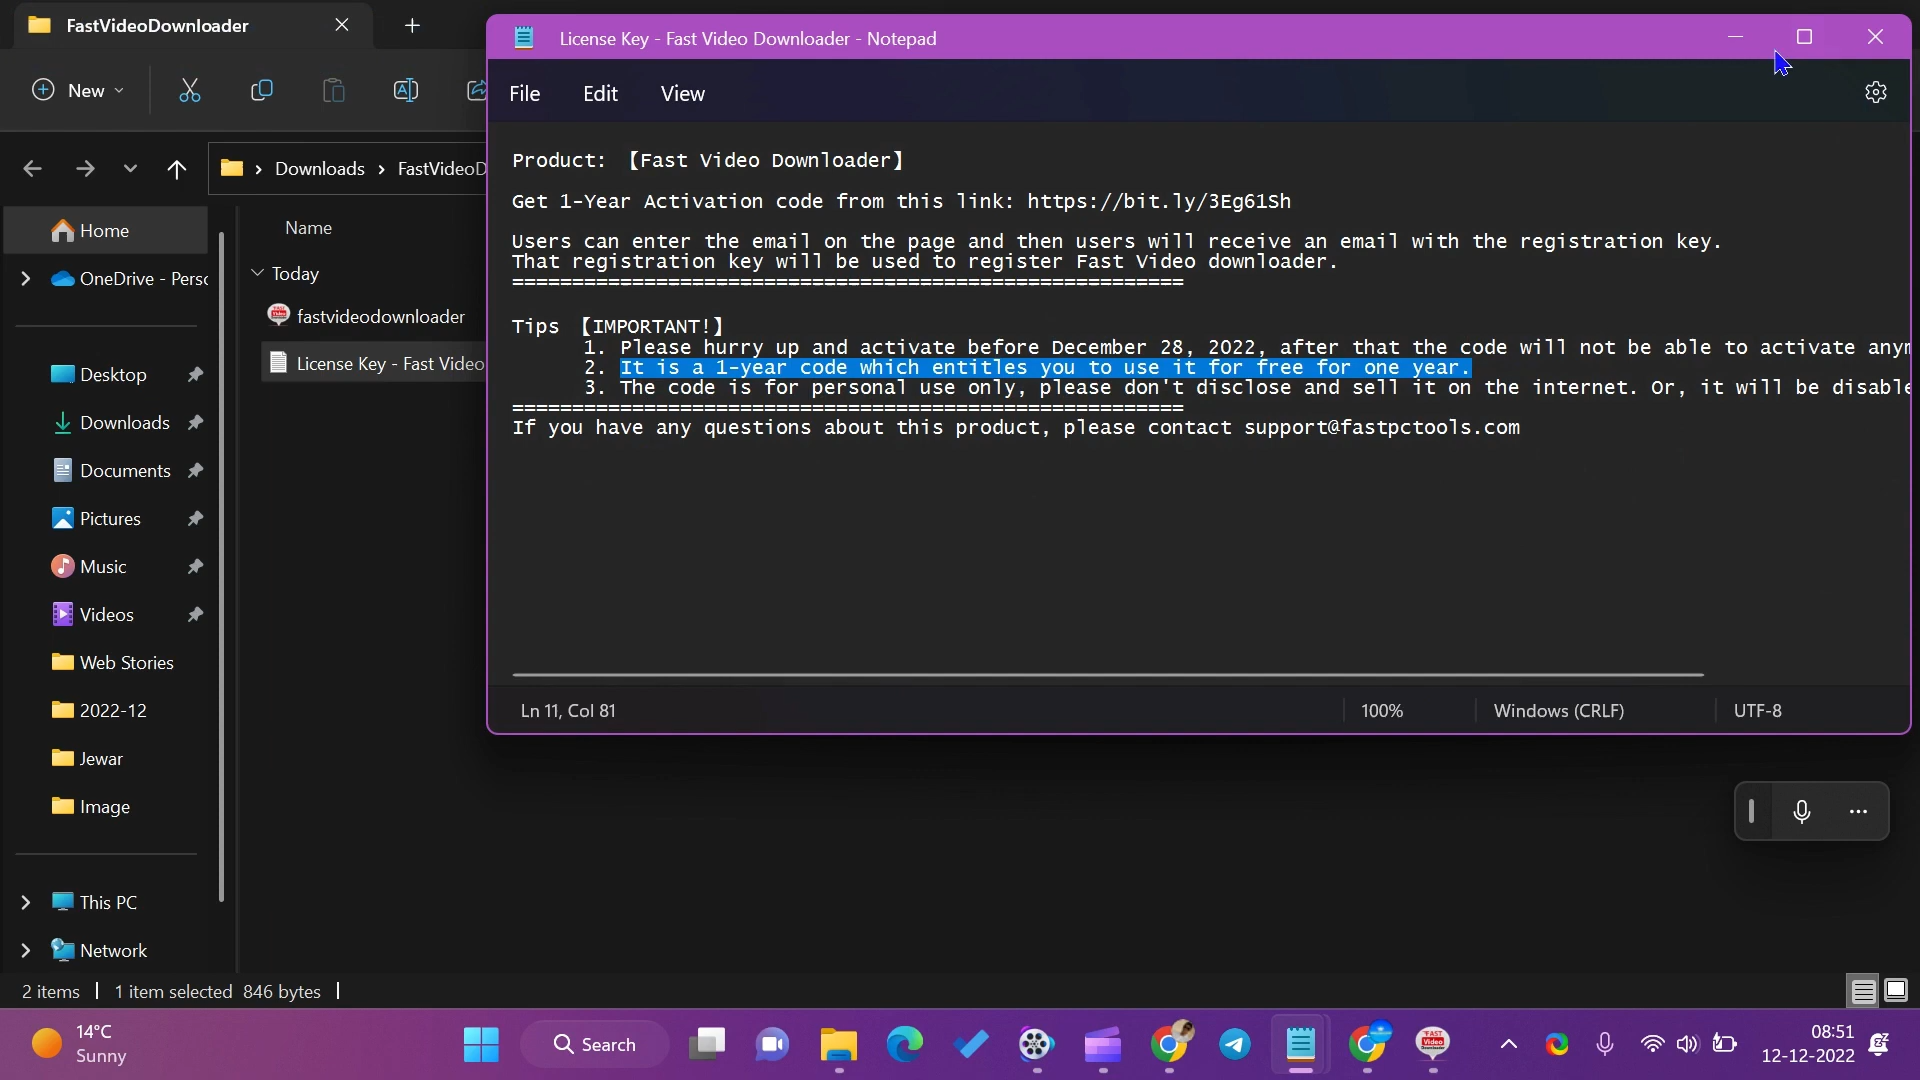 FastVideoDownloader
New
Downloads > FastVideoD
Home
OneDrive - Perso
Desktop
Downloads
Documents
Pictures
Music
Videos
Web Stories
2022-12
Jewar
Image
This PC
Network
Name
Today
fastvideodownloader
License Key - Fast Video
2 items
1 item selected 846 bytes
License Key - Fast Video Downloader - Notepad
File
Edit
View
Product: 【Fast Video Downloader】
Get 1-Year Activation code from this link: https://bit.ly/3Eg61Sh
Users can enter the email on the page and then users will receive an email with the registration key.
That registration key will be used to register Fast Video downloader.
========================================================
Tips 【IMPORTANT!】
1. Please hurry up and activate before December 28, 2022, after that the code will not be able to activate anym
2. It is a 1-year code which entitles you to use it for free for one year.
3. The code is for personal use only, please don't disclose and sell it on the internet. Or, it will be disable
========================================================
If you have any questions about this product, please contact support@fastpctools.com
Ln 11, Col 81
100%
Windows (CRLF)
UTF-8
14°C
Sunny
Search
08:51
12-12-2022